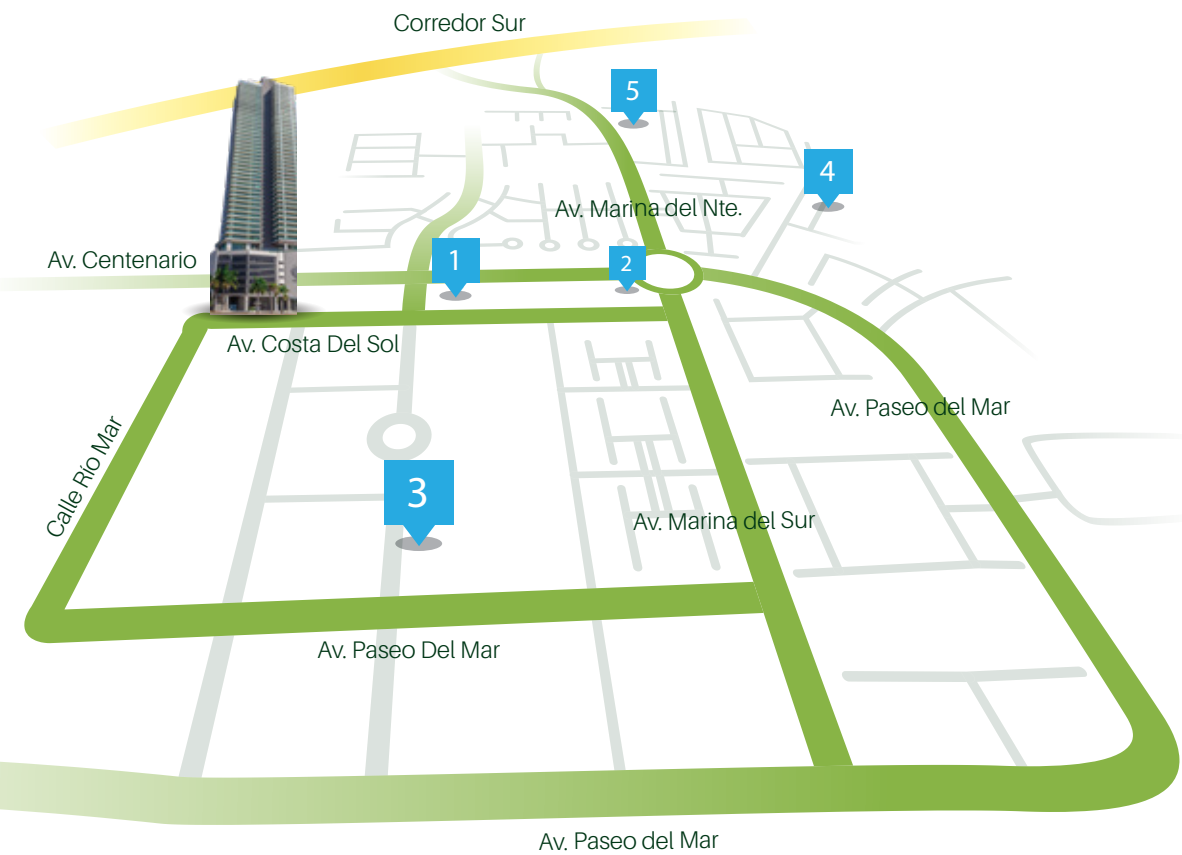 Corredor Sur
5
4
Av. Marina del Nte.
Av. Centenario
1
2
Av. Costa Del Sol
Av. Paseo del Mar
Calle Río Mar
3
Av. Marina del Sur
Av. Paseo Del Mar
Av. Paseo del Mar